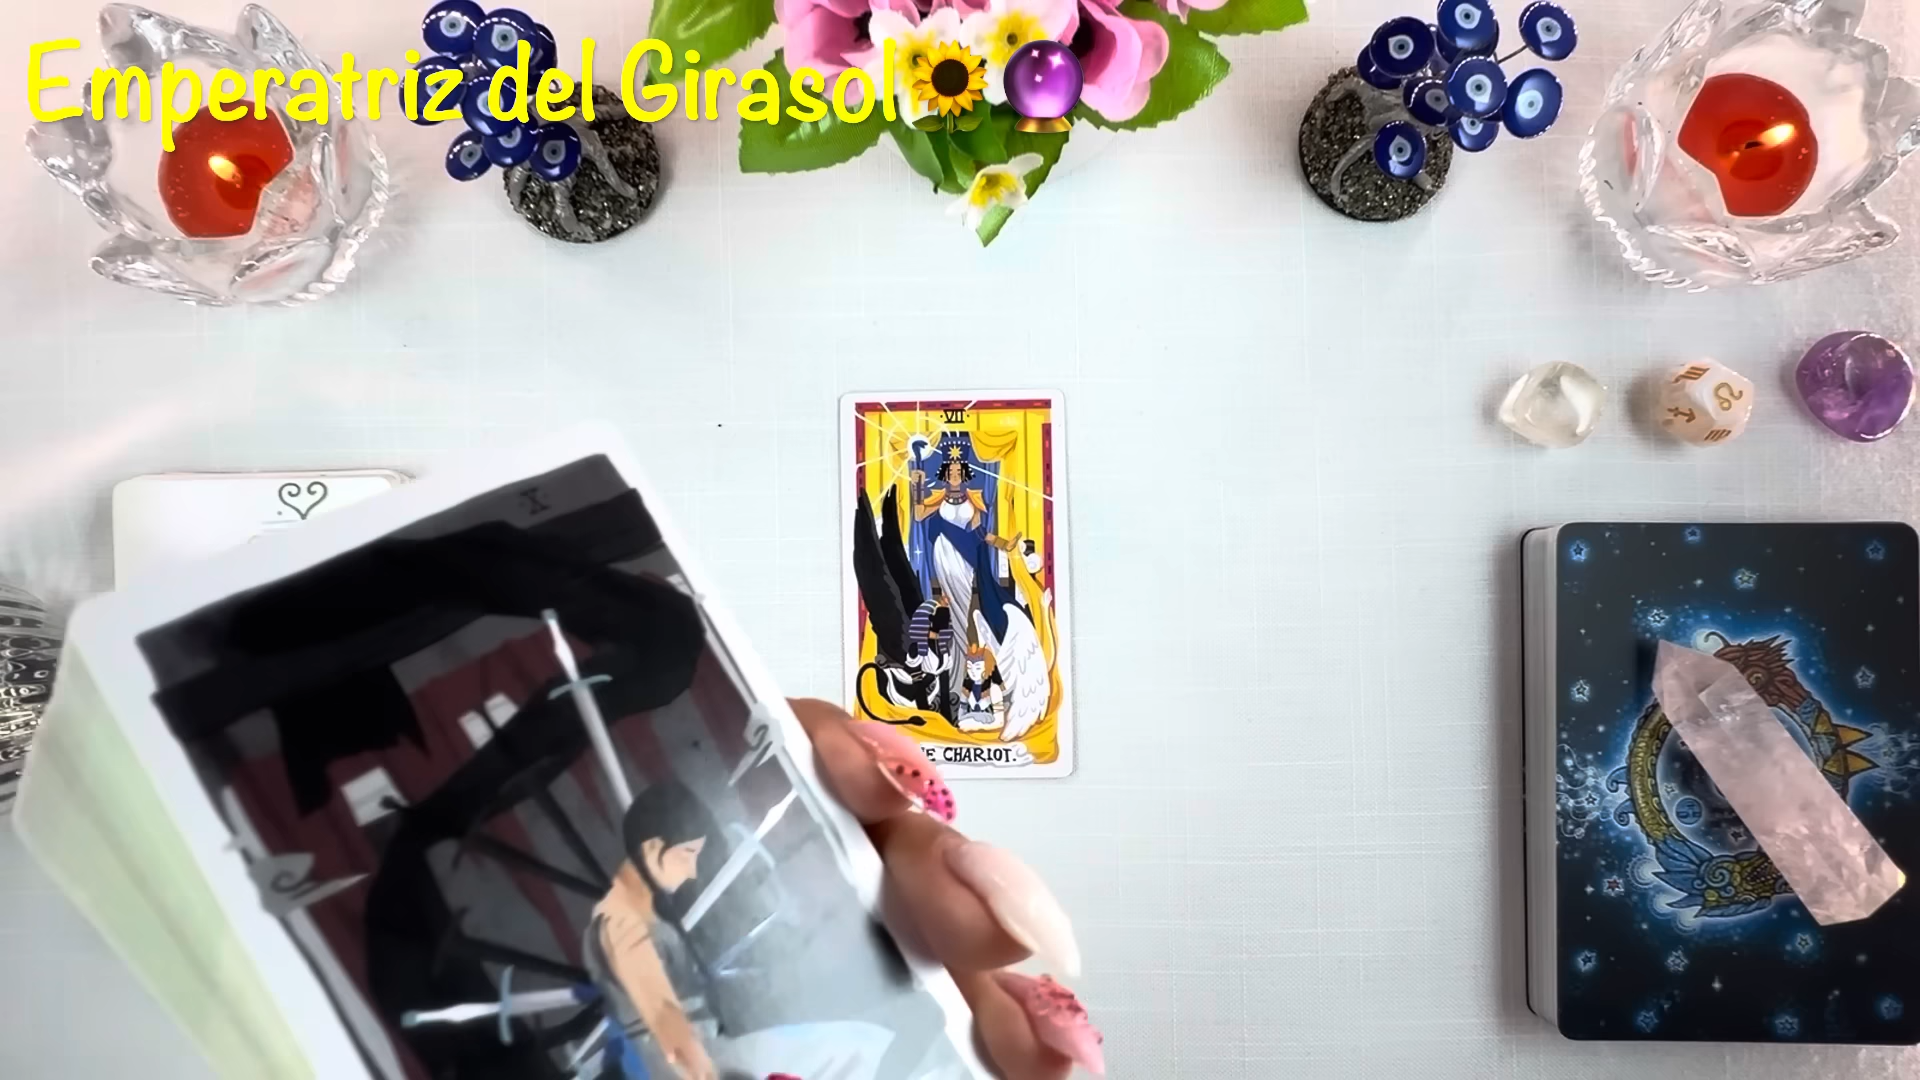 Emperatriz del Girasol🌻🔮
·VII·
E CHARIOT.